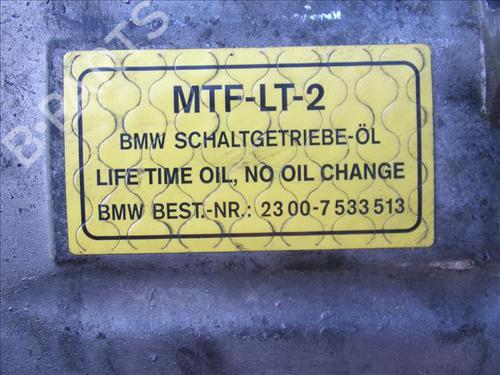 MTF-LT-2
BMW SCHALTGETRIEBE-ÖL
LIFE TIME OIL, NO OIL CHANGE
BMW BEST.-NR.: 23 00-7 533 513
B-PARTS